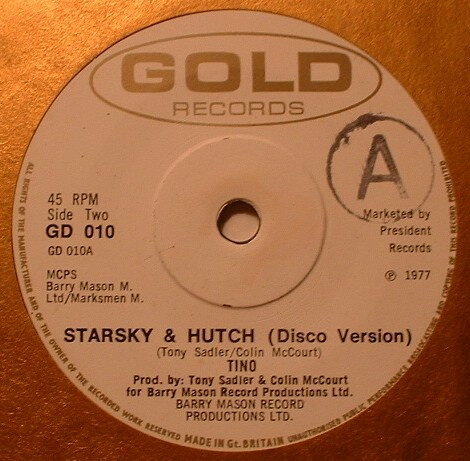 GOLD
RECORDS
A
45 RPM
Side Two
GD 010
GD 010A
MCPS
Barry Mason M.
Ltd/Marksmen M.
Marketed by
President
Records
℗ 1977
STARSKY & HUTCH (Disco Version)
(Tony Sadler/Colin McCourt)
TINO
Prod. by: Tony Sadler & Colin McCourt
for Barry Mason Record Productions Ltd.
BARRY MASON RECORD
PRODUCTIONS LTD.
ALL RIGHTS OF THE MANUFACTURER AND OF THE OWNER OF THE RECORDED WORK RESERVED MADE IN Gt. BRITAIN UNAUTHORISED PUBLIC PERFORMANCE BROADCASTING AND COPYING OF THIS RECORD PROHIBITED